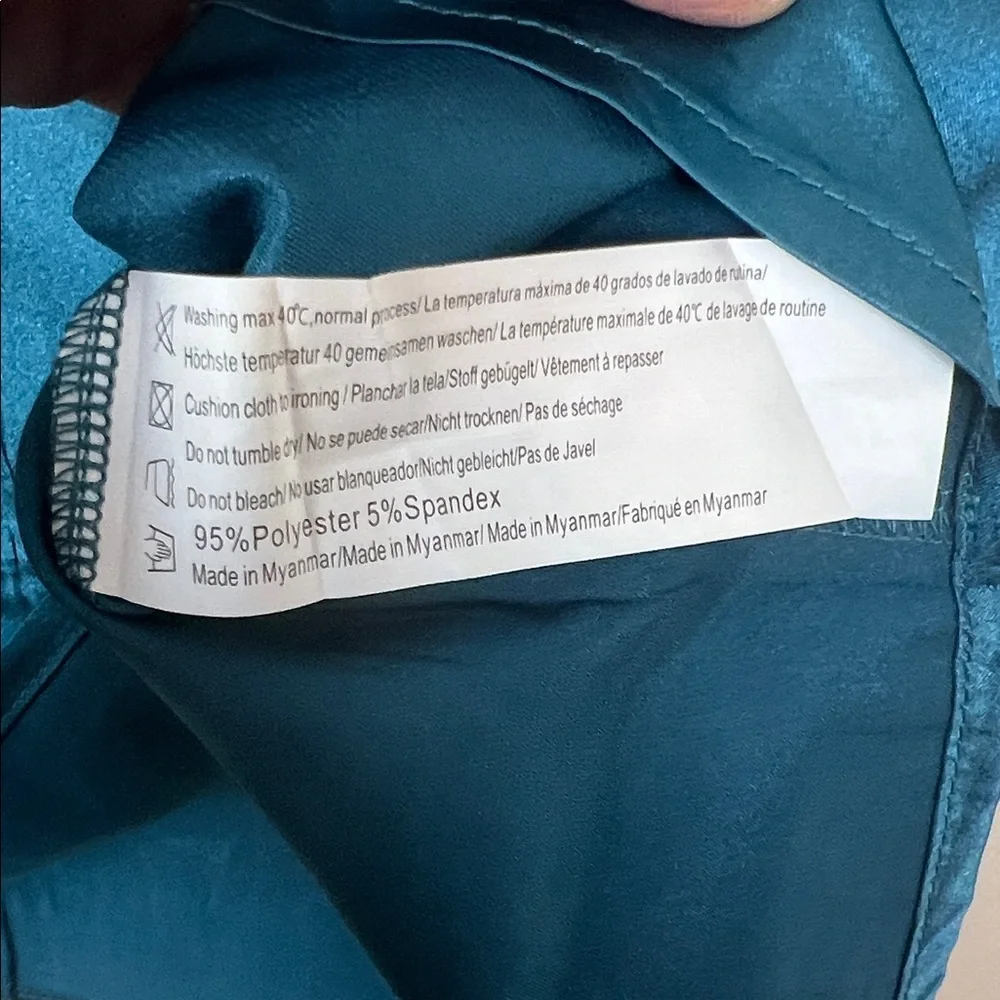 Washing max 40℃,normal process/ La temperatura máxima de 40 grados de lavado de rutina/
Höchste temperatur 40 gemeinsamen waschen/ La température maximale de 40℃ de lavage de routine
Cushion cloth to ironing / Planchar la tela/Stoff gebügelt/ Vêtement à repasser
Do not tumble dry/ No se puede secar/Nicht trocknen/ Pas de séchage
Do not bleach/ No usar blanqueador/Nicht gebleicht/Pas de Javel
95%Polyester 5%Spandex
Made in Myanmar/Made in Myanmar/ Made in Myanmar/Fabriqué en Myanmar